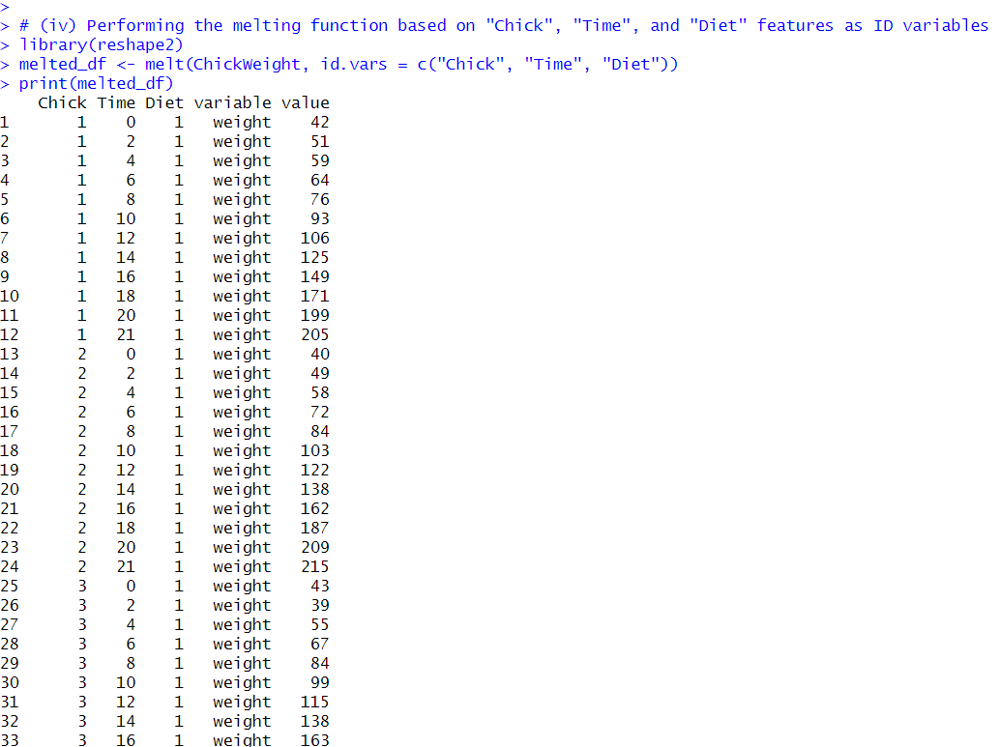 >
> # (iv) Performing the melting function based on "Chick", "Time", and "Diet" features as ID variables
> library(reshape2)
> melted_df <- melt(ChickWeight, id.vars = c("Chick", "Time", "Diet"))
> print(melted_df)
Chick Time Diet variable value
1 1 0 1 weight 42
2 1 2 1 weight 51
3 1 4 1 weight 59
4 1 6 1 weight 64
5 1 8 1 weight 76
6 1 10 1 weight 93
7 1 12 1 weight 106
8 1 14 1 weight 125
9 1 16 1 weight 149
10 1 18 1 weight 171
11 1 20 1 weight 199
12 1 21 1 weight 205
13 2 0 1 weight 40
14 2 2 1 weight 49
15 2 4 1 weight 58
16 2 6 1 weight 72
17 2 8 1 weight 84
18 2 10 1 weight 103
19 2 12 1 weight 122
20 2 14 1 weight 138
21 2 16 1 weight 162
22 2 18 1 weight 187
23 2 20 1 weight 209
24 2 21 1 weight 215
25 3 0 1 weight 43
26 3 2 1 weight 39
27 3 4 1 weight 55
28 3 6 1 weight 67
29 3 8 1 weight 84
30 3 10 1 weight 99
31 3 12 1 weight 115
32 3 14 1 weight 138
33 3 16 1 weight 163